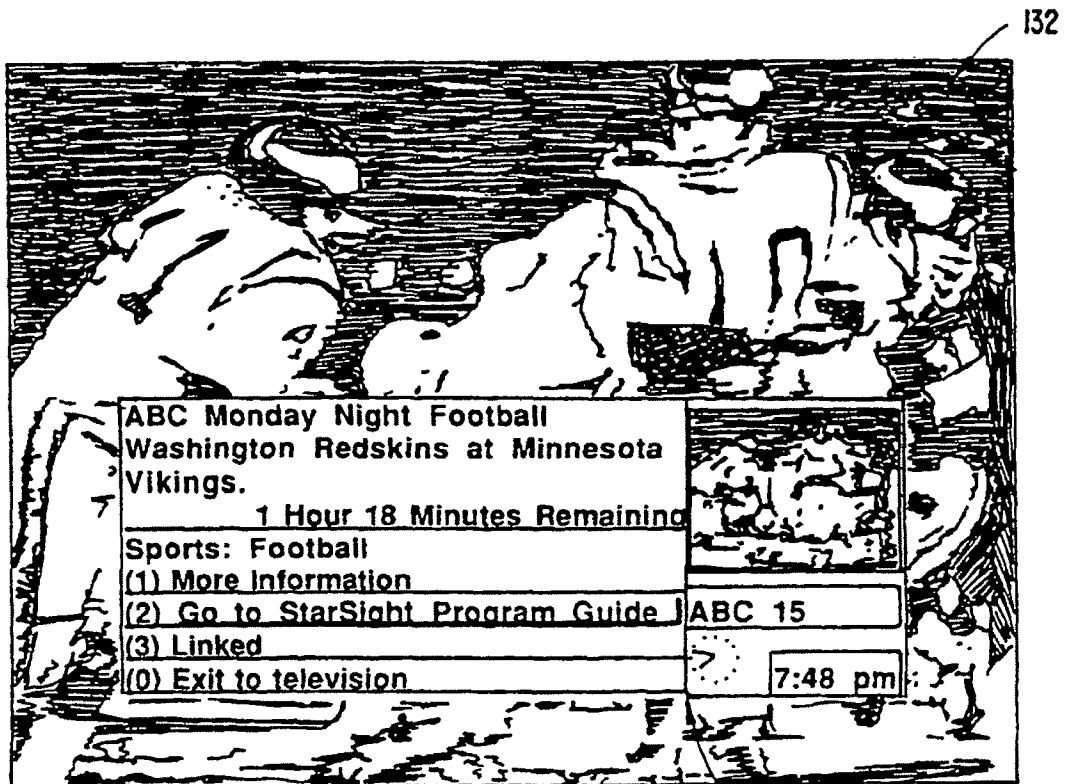 132
ABC Monday Night Football
Washington Redskins at Minnesota
Vikings.
1 Hour 18 Minutes Remaining
Sports: Football
(1) More Information
(2) Go to StarSight Program Guide
ABC 15
(3) Linked
(0) Exit to television
7:48 pm